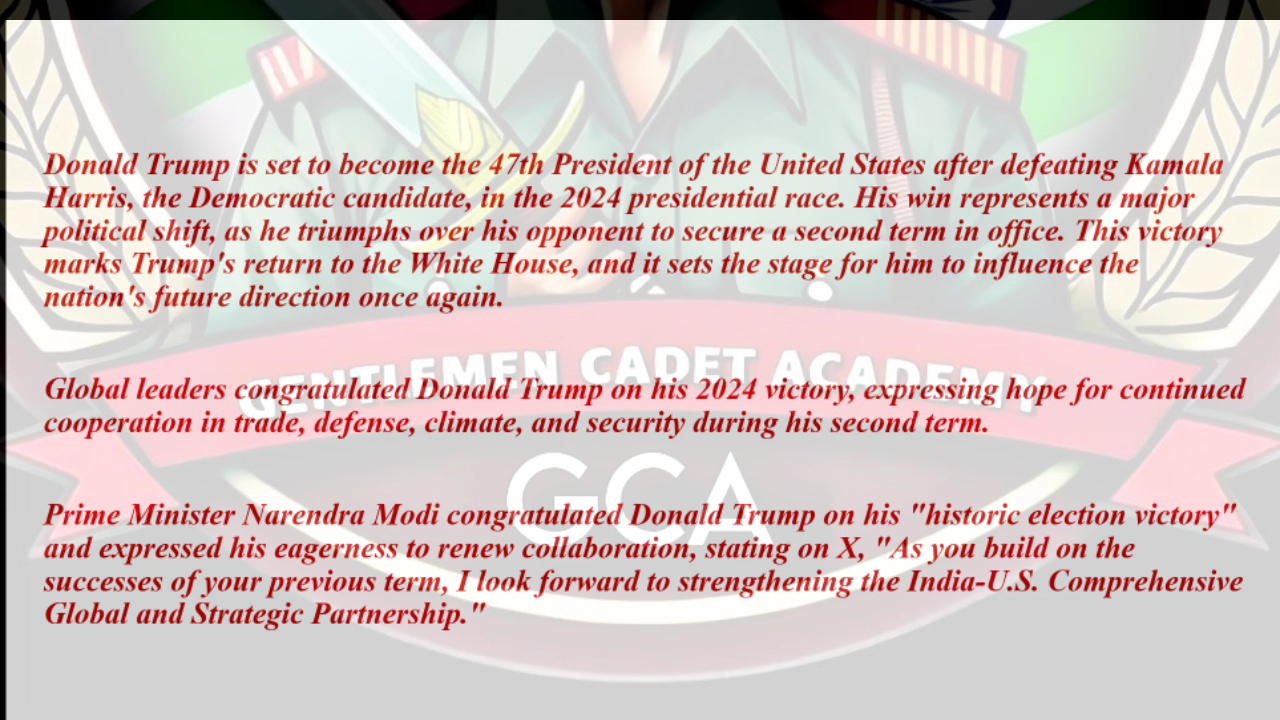 Donald Trump is set to become the 47th President of the United States after defeating Kamala
Harris, the Democratic candidate, in the 2024 presidential race. His win represents a major
political shift, as he triumphs over his opponent to secure a second term in office. This victory
marks Trump's return to the White House, and it sets the stage for him to influence the
nation's future direction once again.
GENTLEMEN CADET ACADEMY
Global leaders congratulated Donald Trump on his 2024 victory, expressing hope for continued
cooperation in trade, defense, climate, and security during his second term.
GCA
Prime Minister Narendra Modi congratulated Donald Trump on his "historic election victory"
and expressed his eagerness to renew collaboration, stating on X, "As you build on the
successes of your previous term, I look forward to strengthening the India-U.S. Comprehensive
Global and Strategic Partnership."